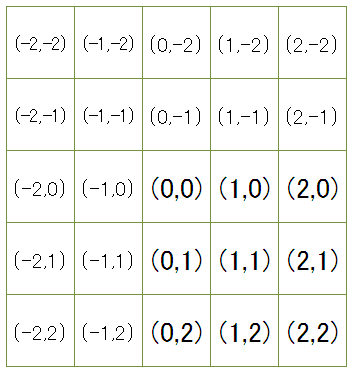 (-2,-2) (-1,-2) (0,-2) (1,-2) (2,-2)
(-2,-1) (-1,-1) (0,-1) (1,-1) (2,-1)
(-2,0) (-1,0) (0,0) (1,0) (2,0)
(-2,1) (-1,1) (0,1) (1,1) (2,1)
(-2,2) (-1,2) (0,2) (1,2) (2,2)